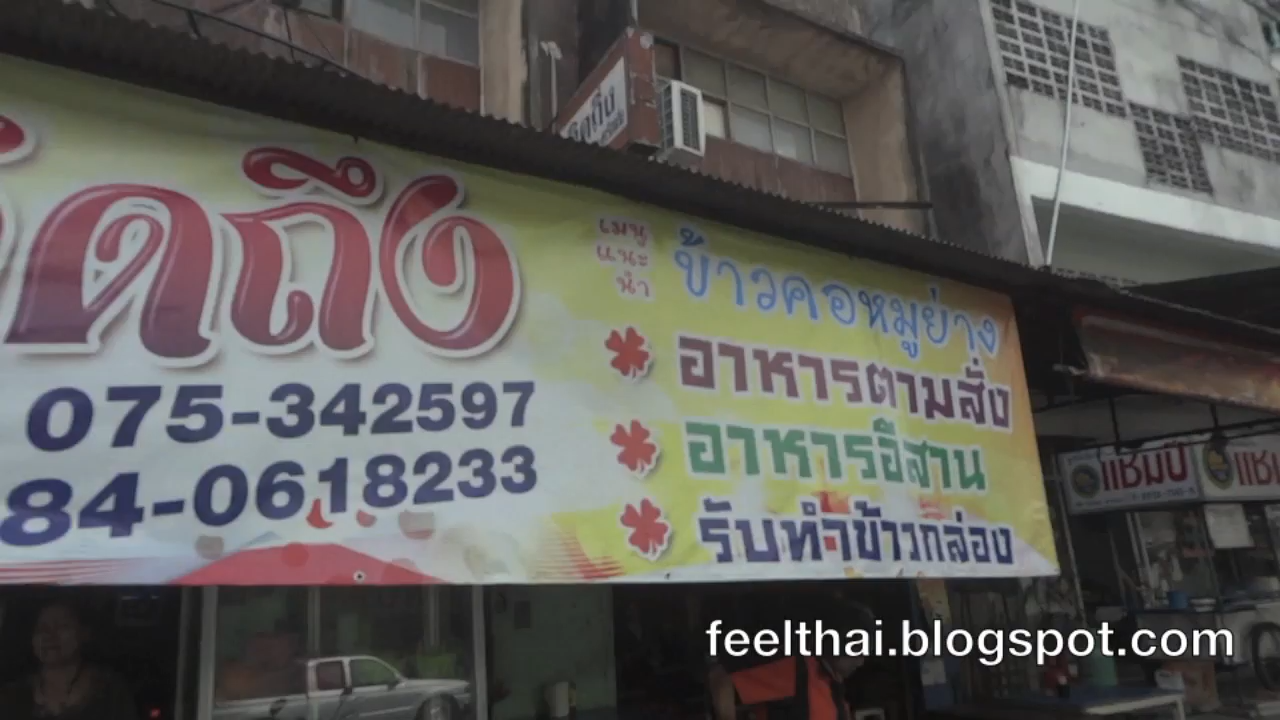 ดถึง
075-342597
84-0618233
เมนู
แนะ
นำ
ข้าวคอหมูย่าง
อาหารตามสั่ง
อาหารอีสาน
รับทำข้าวกล่อง
แชมป์
feelthai.blogspot.com